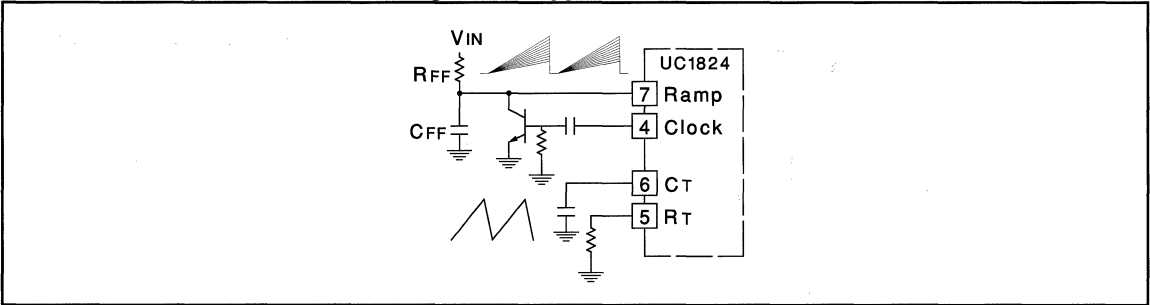 VIN
RFF
CFF
UC1824
7 Ramp
4 Clock
6 CT
5 RT